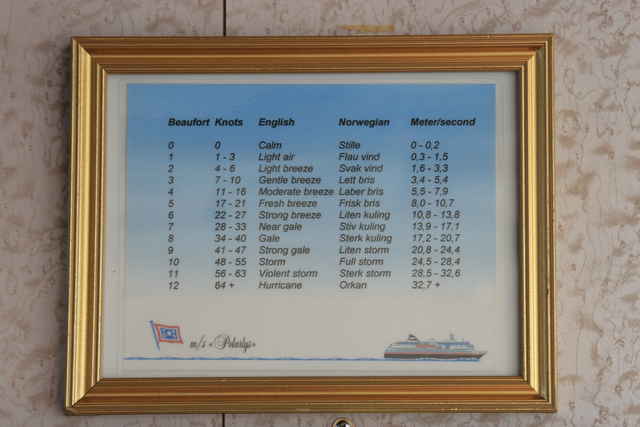 Beaufort Knots English Norwegian Meter/second
0 0 Calm Stille 0 - 0,2
1 1 - 3 Light air Flau vind 0,3 - 1,5
2 4 - 6 Light breeze Svak vind 1,6 - 3,3
3 7 - 10 Gentle breeze Lett bris 3,4 - 5,4
4 11 - 16 Moderate breeze Laber bris 5,5 - 7,9
5 17 - 21 Fresh breeze Frisk bris 8,0 - 10,7
6 22 - 27 Strong breeze Liten kuling 10,8 - 13,8
7 28 - 33 Near gale Stiv kuling 13,9 - 17,1
8 34 - 40 Gale Sterk kuling 17,2 - 20,7
9 41 - 47 Strong gale Liten storm 20,8 - 24,4
10 48 - 55 Storm Full storm 24,5 - 28,4
11 56 - 63 Violent storm Sterk storm 28,5 - 32,6
12 64 + Hurricane Orkan 32,7 +
m/s «Polarlys»